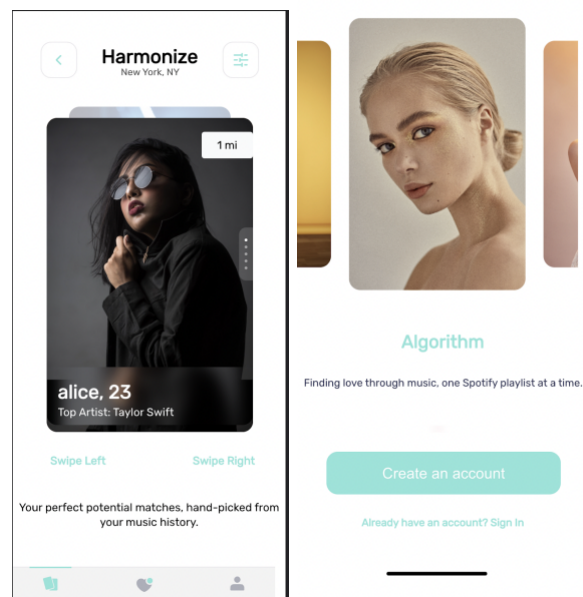 Harmonize
New York, NY
1 mi
alice, 23
Top Artist: Taylor Swift
Swipe Left
Swipe Right
Your perfect potential matches, hand-picked from
your music history.
Algorithm
Finding love through music, one Spotify playlist at a time.
Create an account
Already have an account? Sign In